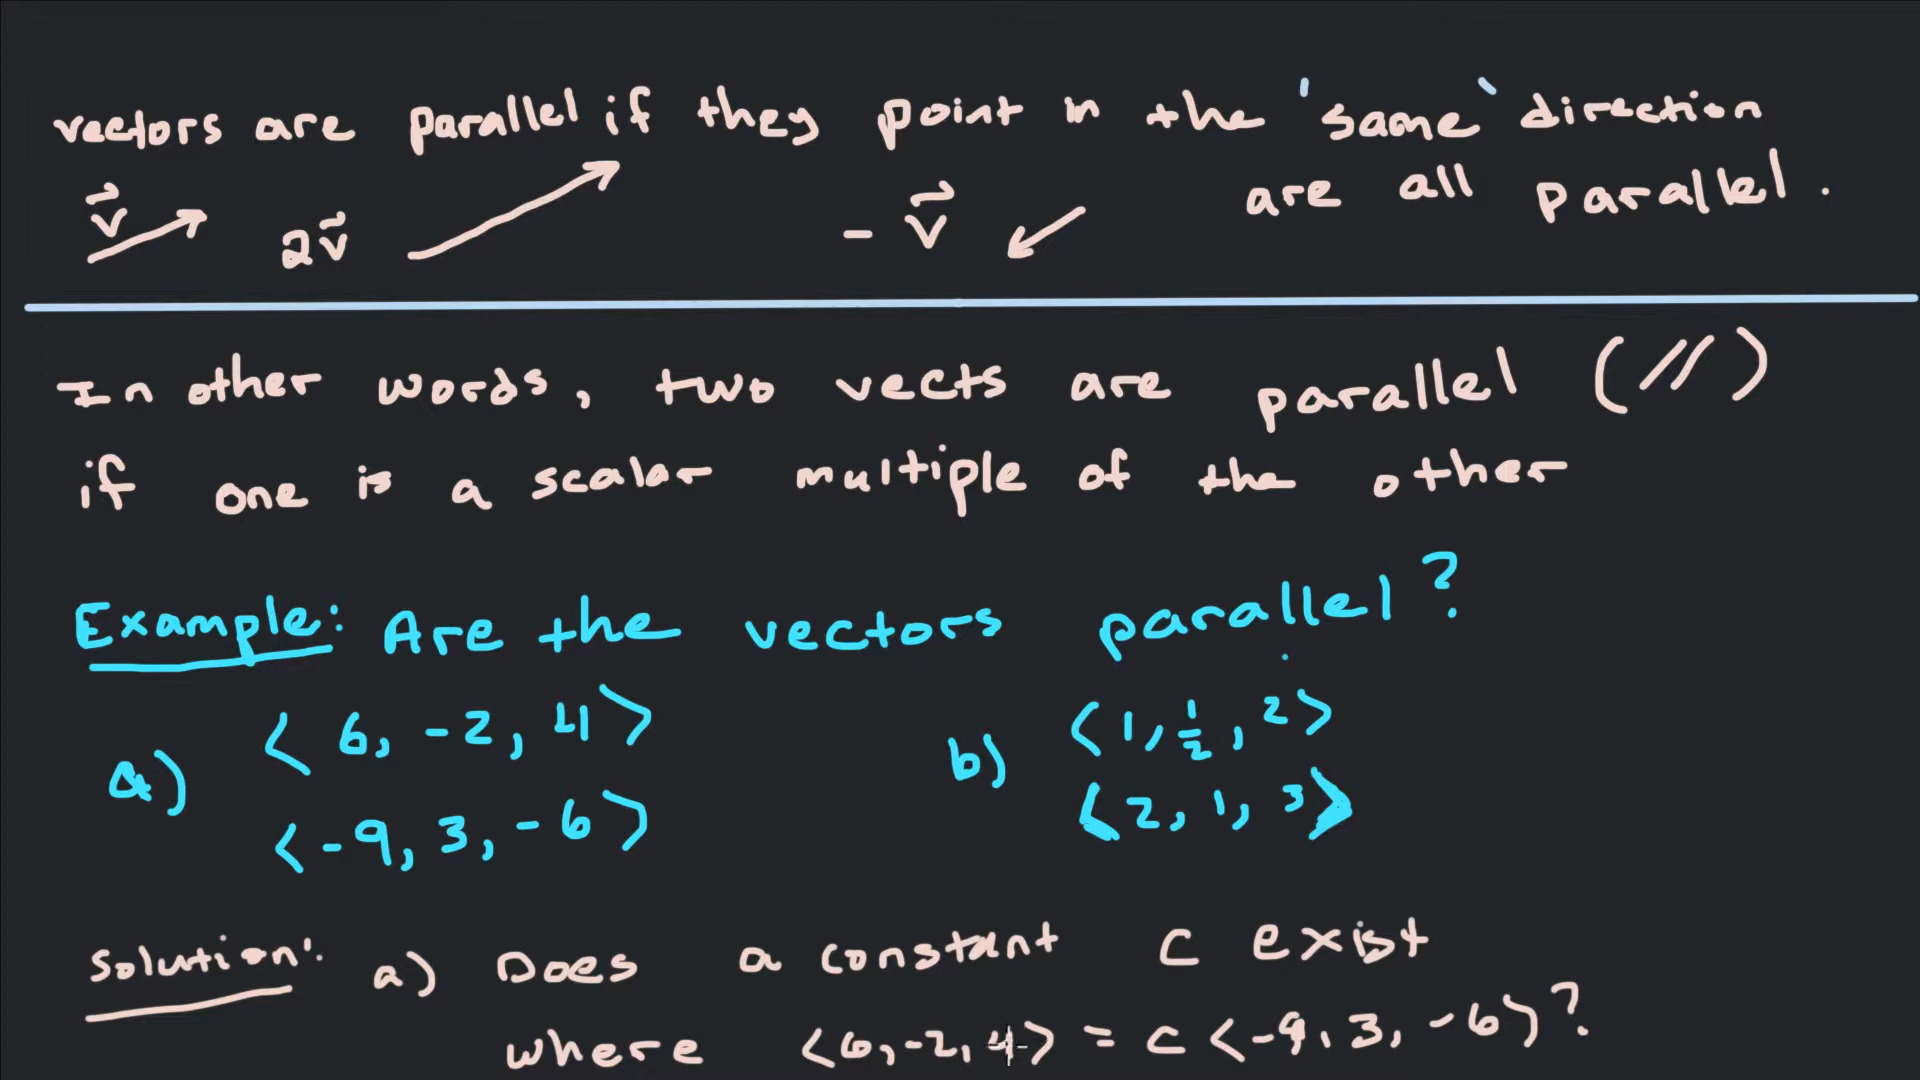 vectors are parallel if they point in the 'same' direction
v⃗ 2v⃗ - v⃗ are all parallel.
In other words, two vects are parallel (//)
if one is a scalar multiple of the other
Example: Are the vectors parallel?
a) <6, -2, 4>
<-9, 3, -6>
b) <1, 1/2, 2>
<2, 1, 3>
Solution: a) Does a constant c exist
where <6, -2, 4> = c <-9, 3, -6>?